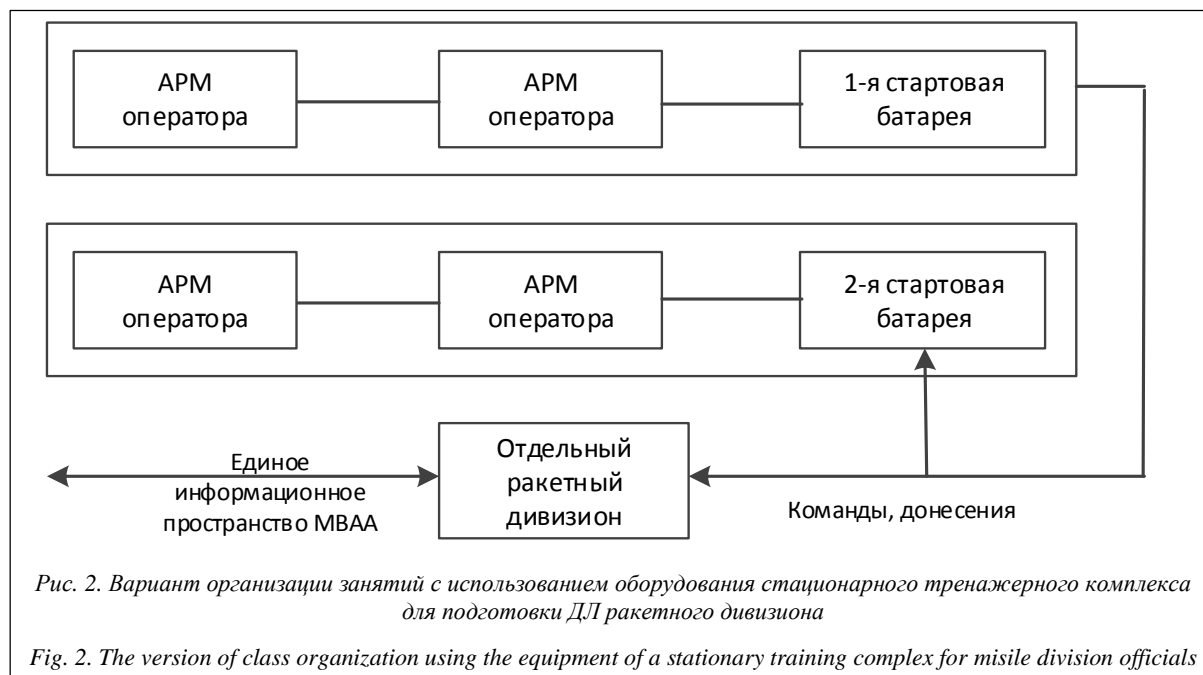 АРМ
оператора
АРМ
оператора
1-я стартовая
батарея
АРМ
оператора
АРМ
оператора
2-я стартовая
батарея
Единое
информационное
пространство МВАА
Отдельный
ракетный
дивизион
Команды, донесения
Рис. 2. Вариант организации занятий с использованием оборудования стационарного тренажерного комплекса
для подготовки ДЛ ракетного дивизиона
Fig. 2. The version of class organization using the equipment of a stationary training complex for misile division officials